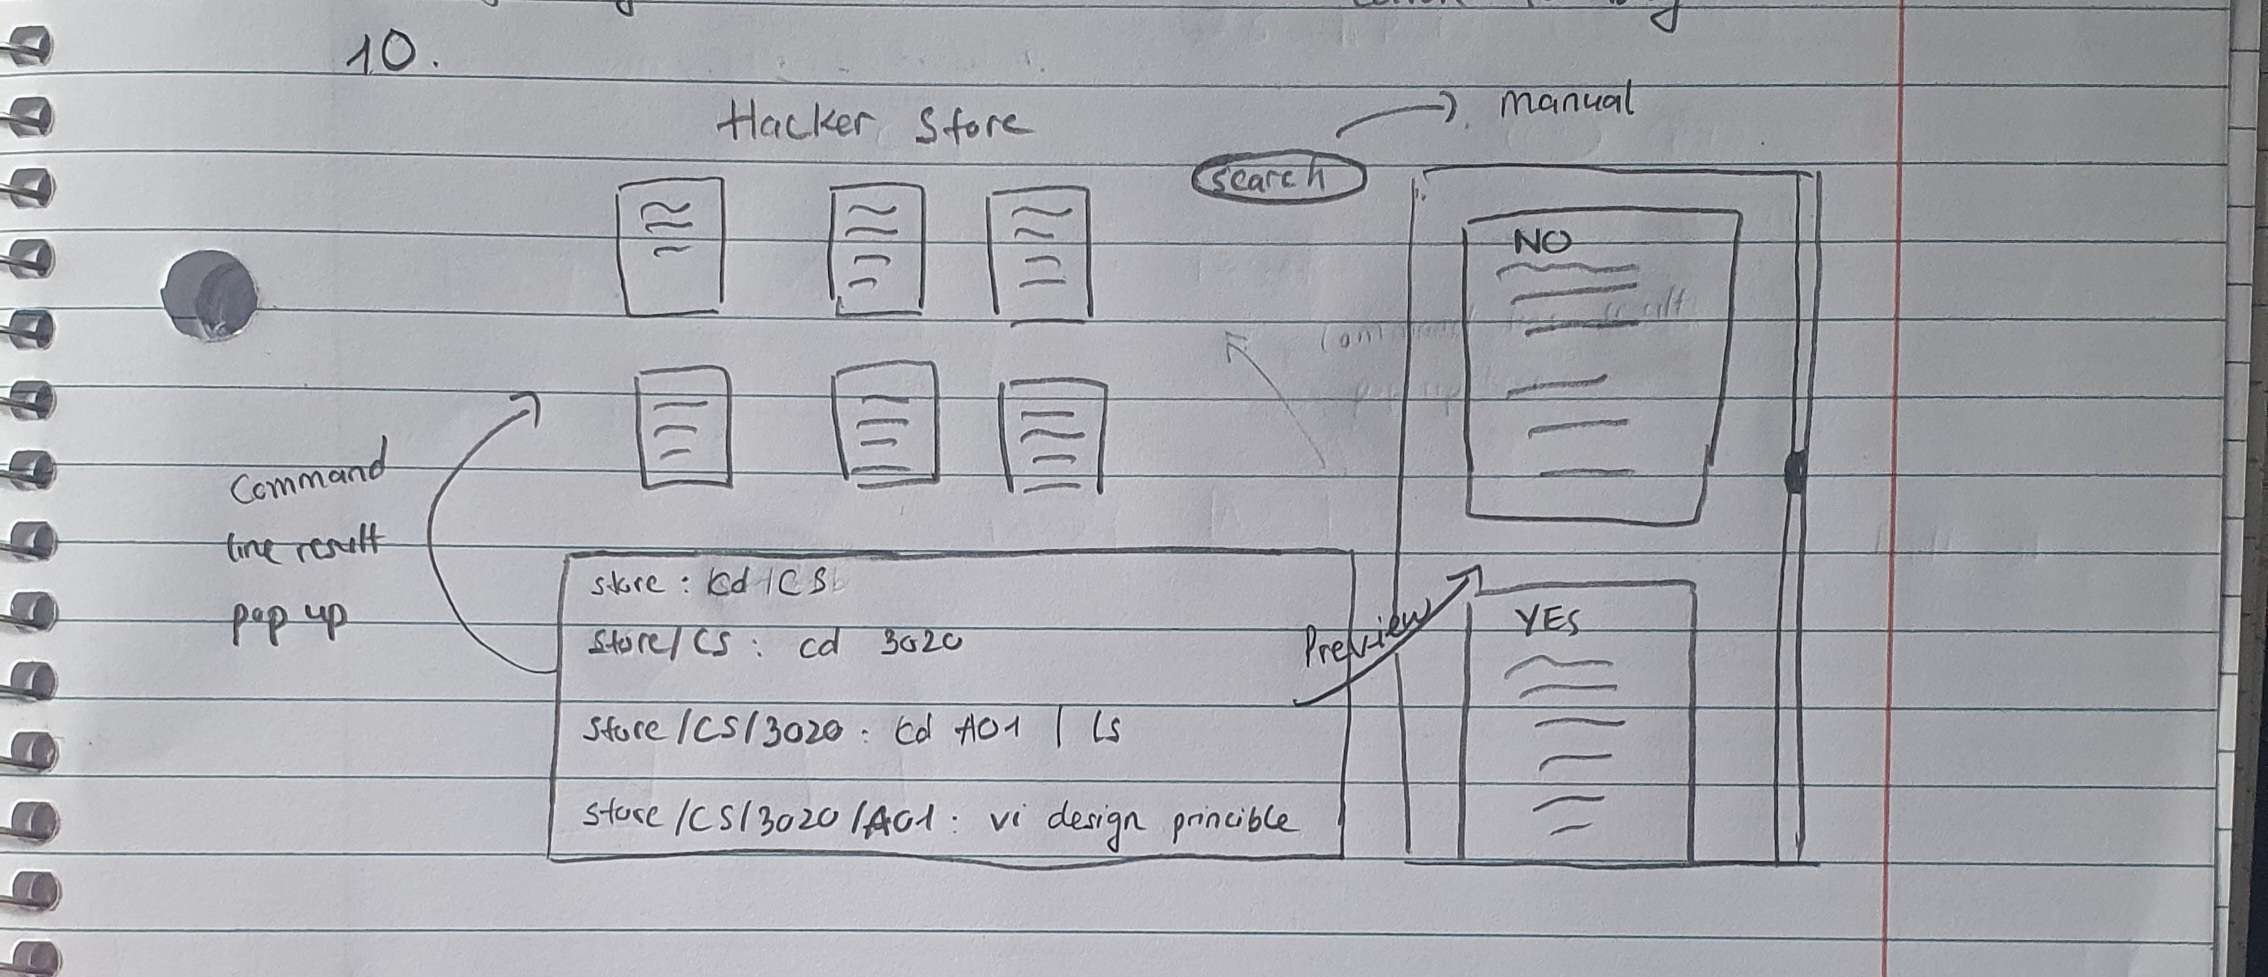 10.
Hacker Store
search
manual
NO
Command
line result
pop up
store : cd /CS
Store/CS : cd 3020
Store/CS/3020 : cd A01 | ls
Store/CS/3020/A01 : vi design princible
Preview
YES